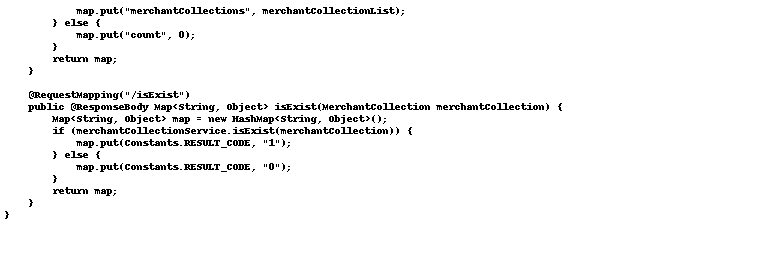 map.put("merchantCollections", merchantCollectionList);
        } else {
            map.put("count", 0);
        }
        return map;
    }

    @RequestMapping("/isExist")
    public @ResponseBody Map<String, Object> isExist(MerchantCollection merchantCollection) {
        Map<String, Object> map = new HashMap<String, Object>();
        if (merchantCollectionService.isExist(merchantCollection)) {
            map.put(Constants.RESULT_CODE, "1");
        } else {
            map.put(Constants.RESULT_CODE, "0");
        }
        return map;
    }
}